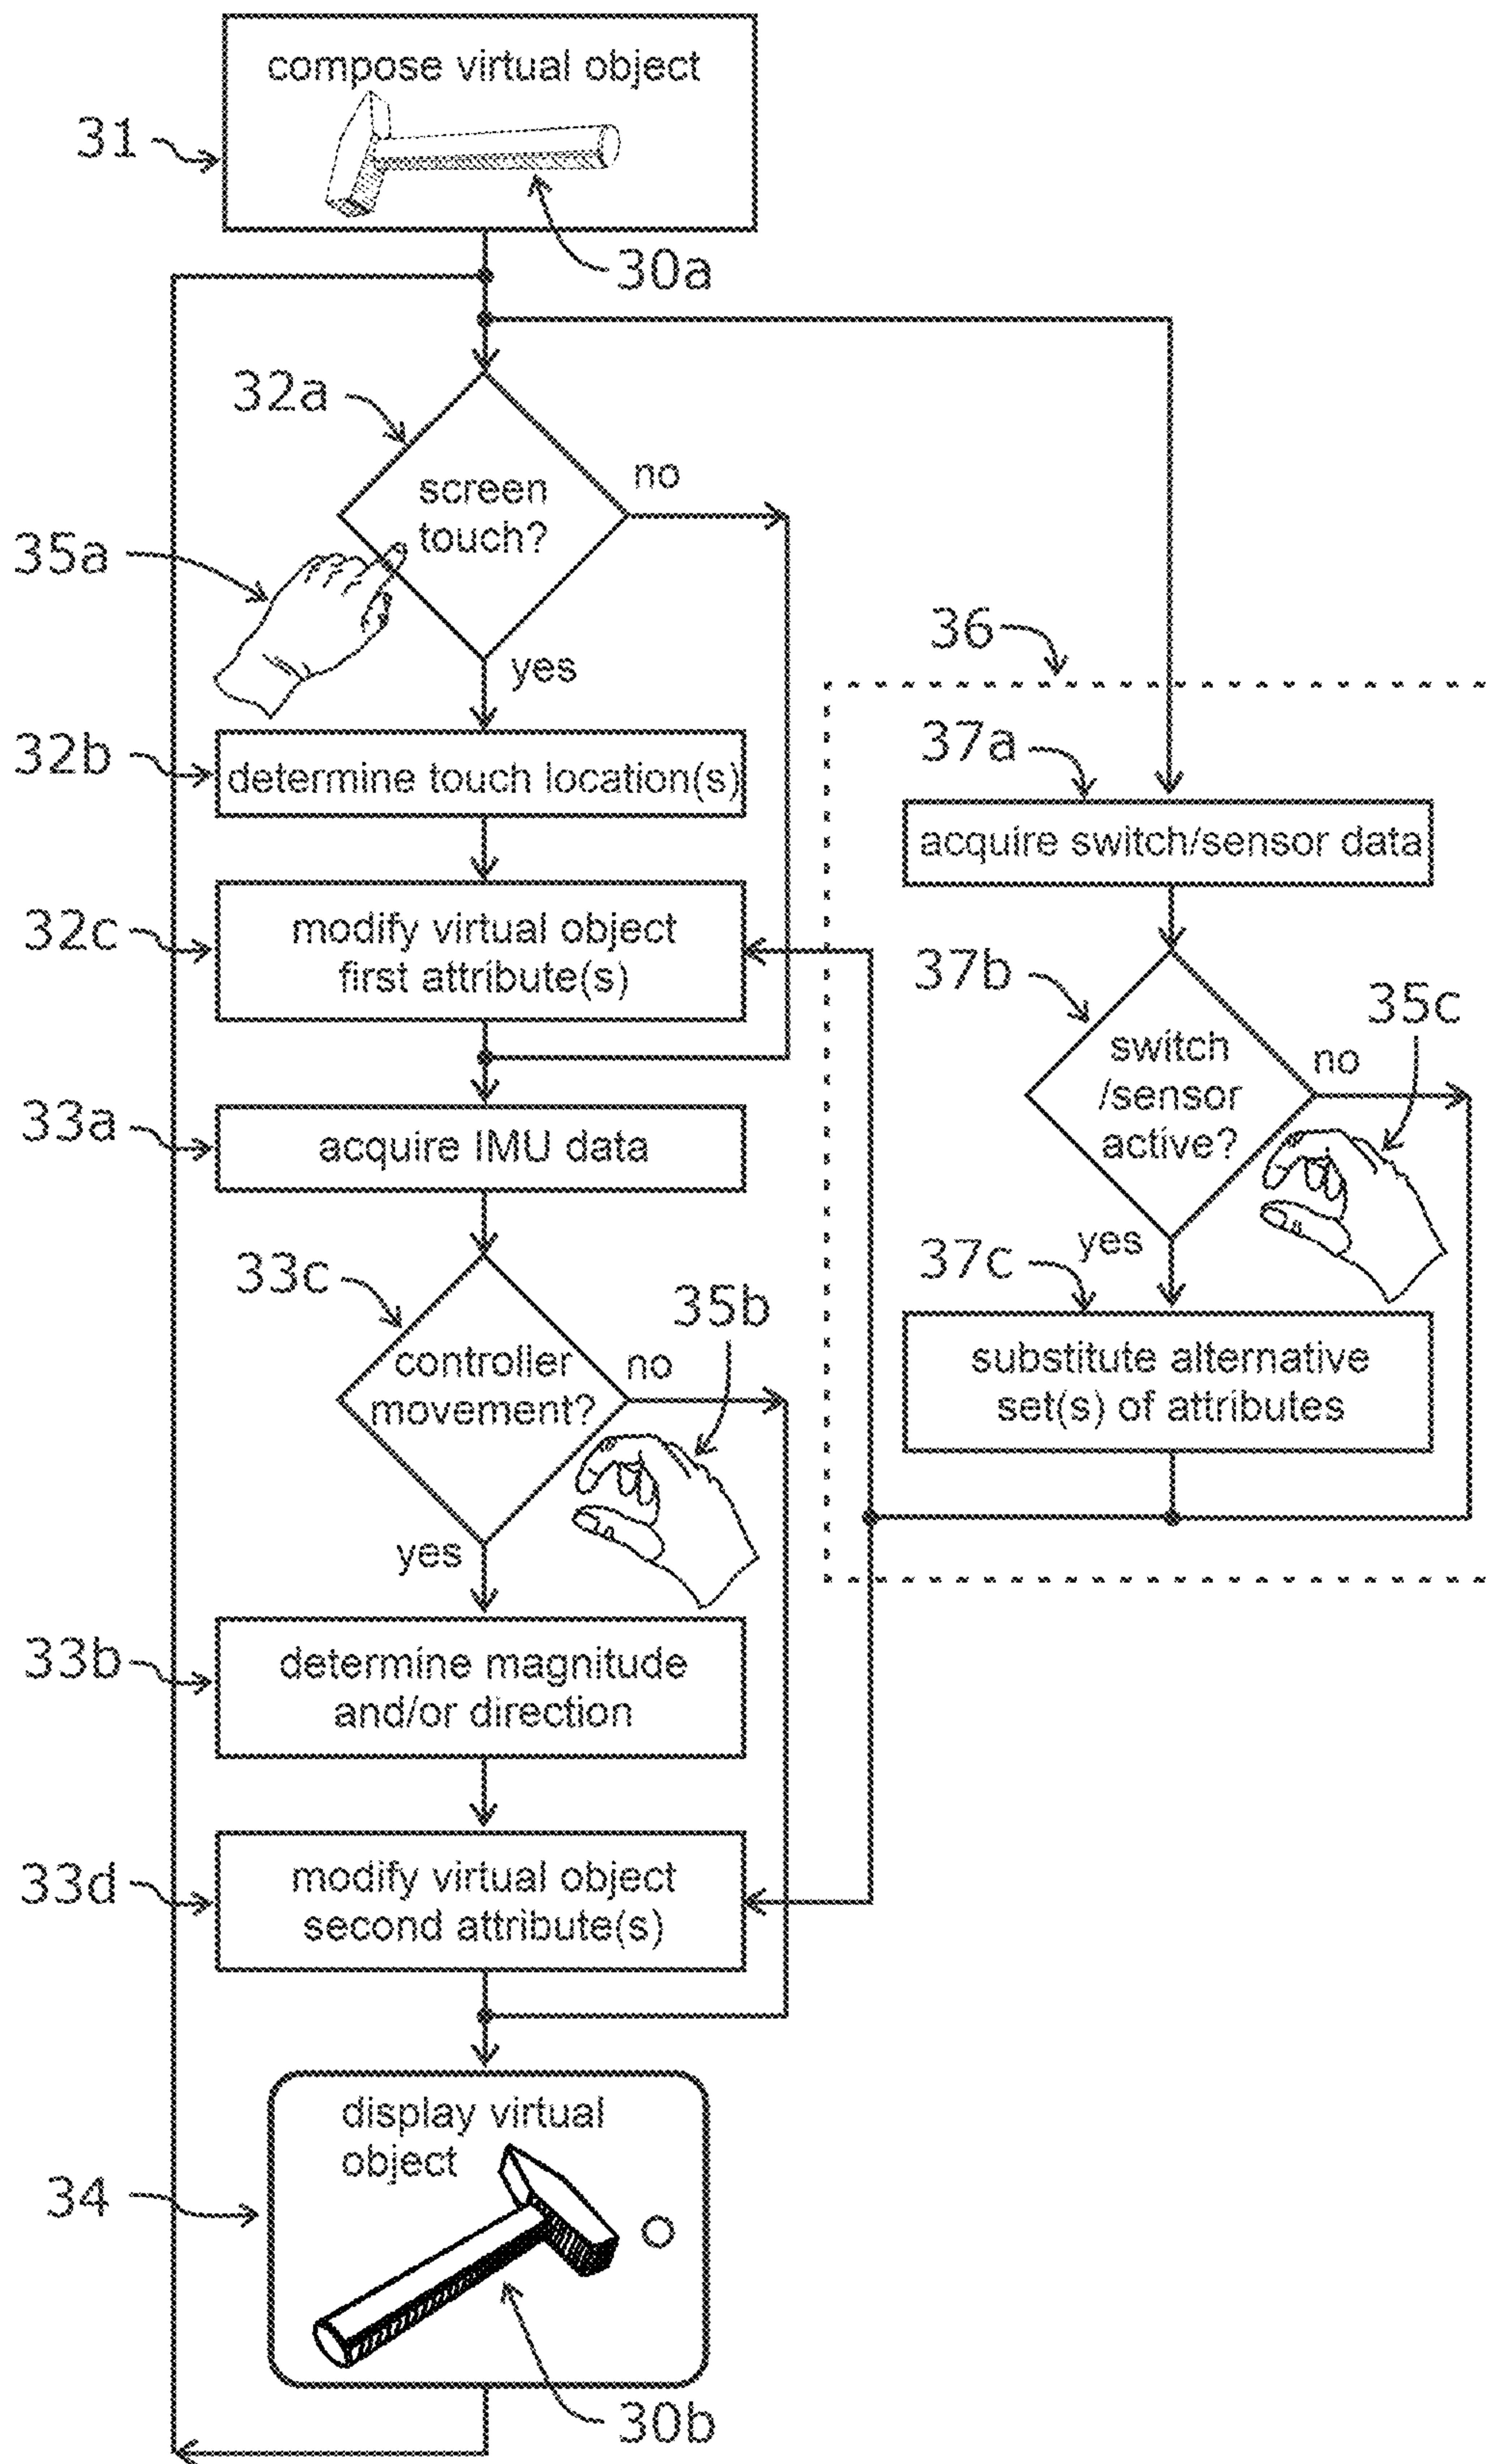 compose virtual object
31
30a
32a
screen
touch?
no
35a
yes
36
32b
determine touch location(s)
37a
acquire switch/sensor data
32c
modify virtual object
first attribute(s)
37b
switch
/sensor
active?
no
35c
33a
acquire IMU data
yes
37c
substitute alternative
set(s) of attributes
33c
controller
movement?
no
35b
yes
33b
determine magnitude
and/or direction
33d
modify virtual object
second attribute(s)
display virtual
object
34
30b